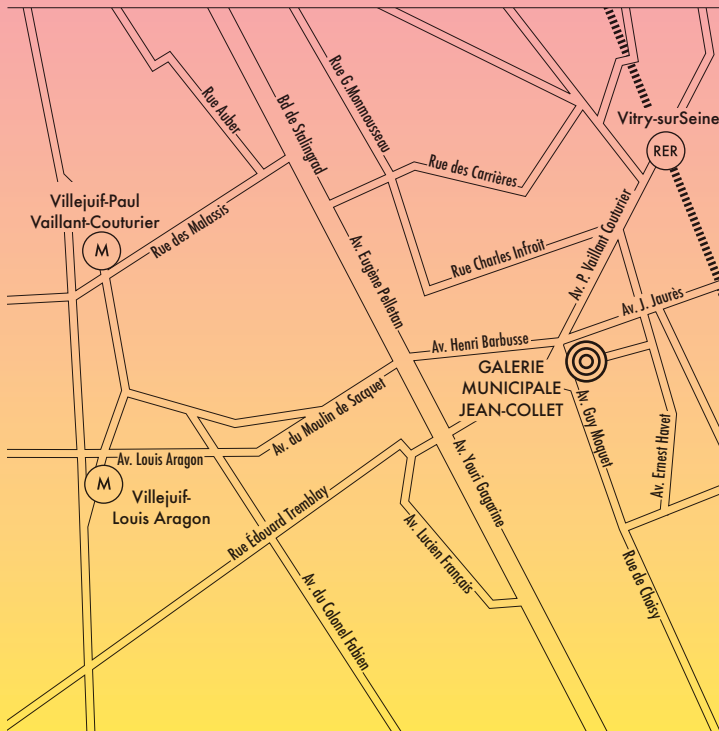 Rue Auber
Bd de Stalingrad
Rue G.Monmousseau
Vitry-surSeine
RER
Rue des Carrières
Villejuif-Paul
Vaillant-Couturier
M
Rue des Malassis
Av. Eugène Pelletan
Rue Charles Infroit
Av. P. Vaillant Couturier
Av. J. Jaurès
Av. Henri Barbusse
GALERIE
MUNICIPALE
JEAN-COLLET
Av. du Moulin de Sacquet
Av. Guy Moquet
Av. Ernest Havet
Av. Louis Aragon
M
Villejuif-
Louis Aragon
Av. Youri Gagarine
Rue Édouard Tremblay
Av. Lucien Français
Av. du Colonel Fabien
Rue de Choisy